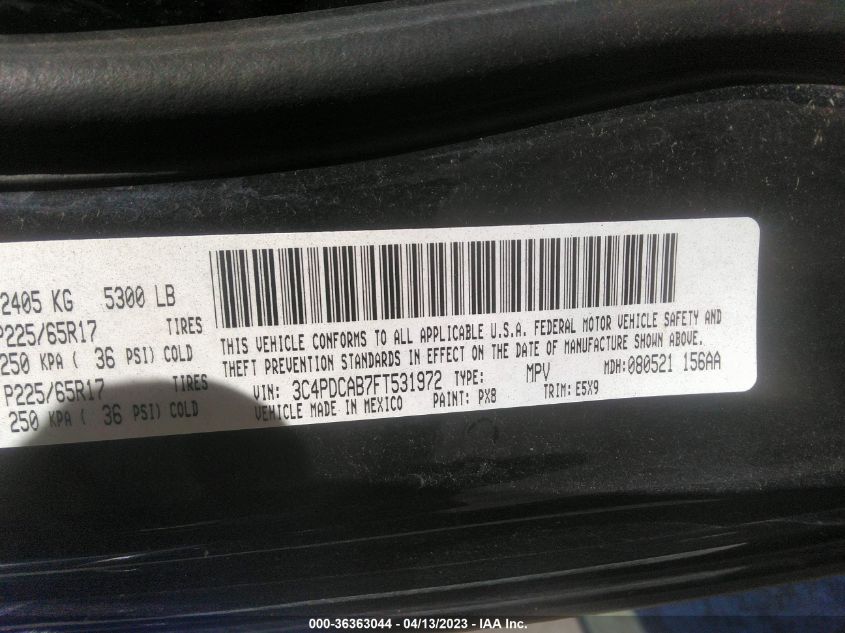 2405 KG 5300 LB
P225/65R17 TIRES
250 KPA ( 36 PSI) COLD
P225/65R17 TIRES
250 KPA ( 36 PSI) COLD
THIS VEHICLE CONFORMS TO ALL APPLICABLE U.S.A. FEDERAL MOTOR VEHICLE SAFETY AND
THEFT PREVENTION STANDARDS IN EFFECT ON THE DATE OF MANUFACTURE SHOWN ABOVE.
VIN: 3C4PDCAB7FT531972 TYPE: MPV MDH:080521 156AA
VEHICLE MADE IN MEXICO PAINT: PX8 TRIM: E5X9
000-36363044 - 04/13/2023 - IAA Inc.